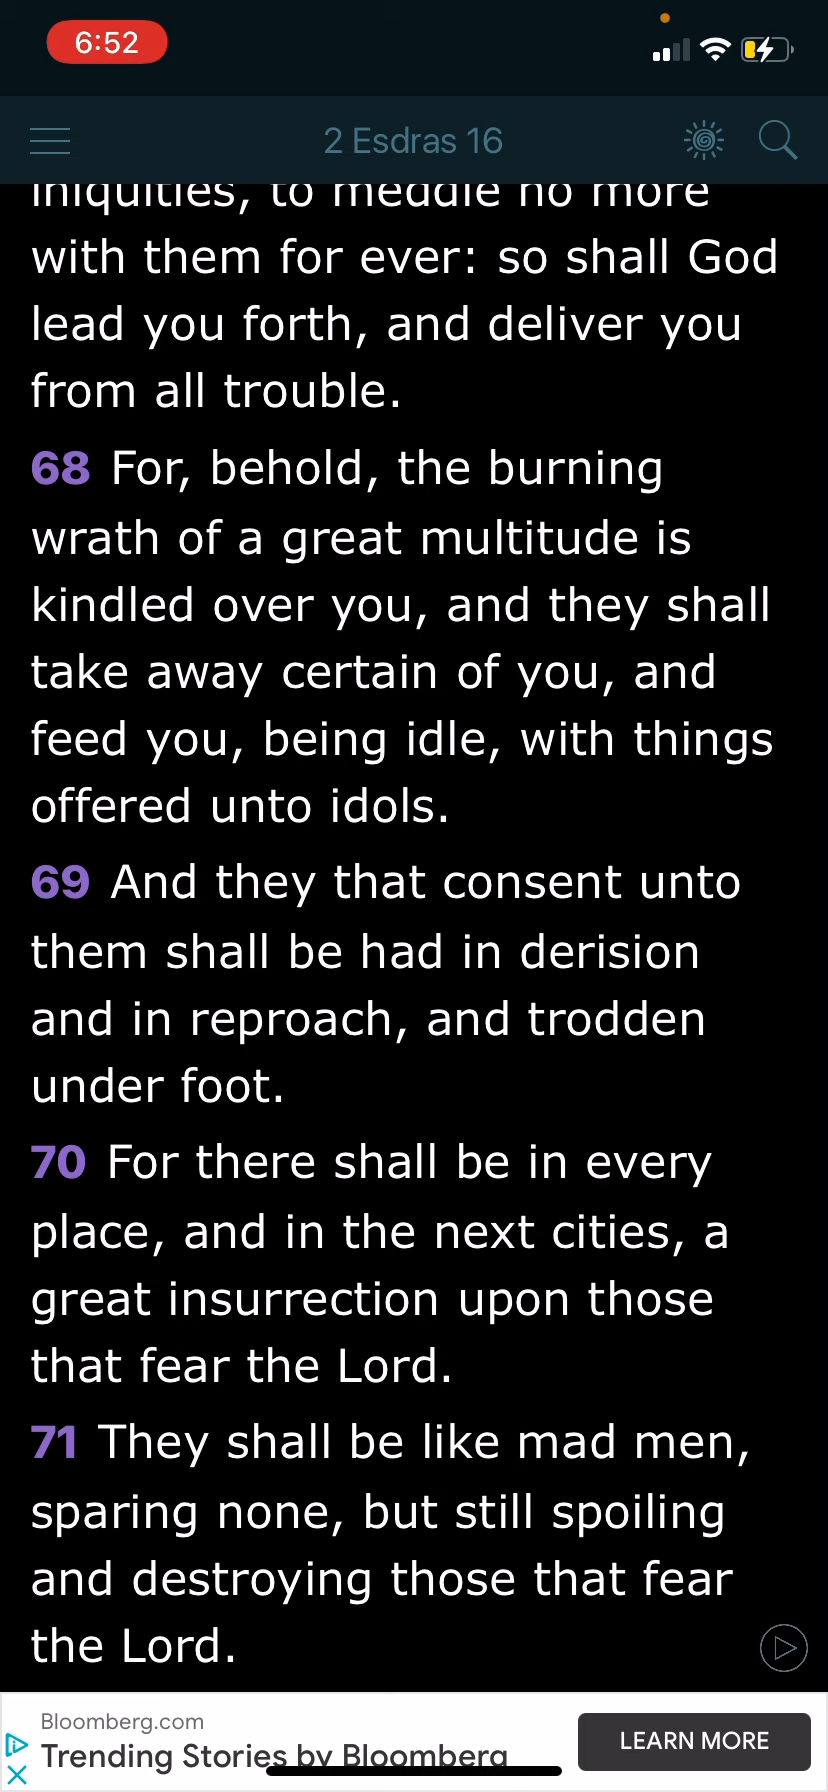 6:52
2 Esdras 16
iniquities, to meddle no more
with them for ever: so shall God
lead you forth, and deliver you
from all trouble.
68 For, behold, the burning
wrath of a great multitude is
kindled over you, and they shall
take away certain of you, and
feed you, being idle, with things
offered unto idols.
69 And they that consent unto
them shall be had in derision
and in reproach, and trodden
under foot.
70 For there shall be in every
place, and in the next cities, a
great insurrection upon those
that fear the Lord.
71 They shall be like mad men,
sparing none, but still spoiling
and destroying those that fear
the Lord.
Bloomberg.com
Trending Stories by Bloomberg
LEARN MORE